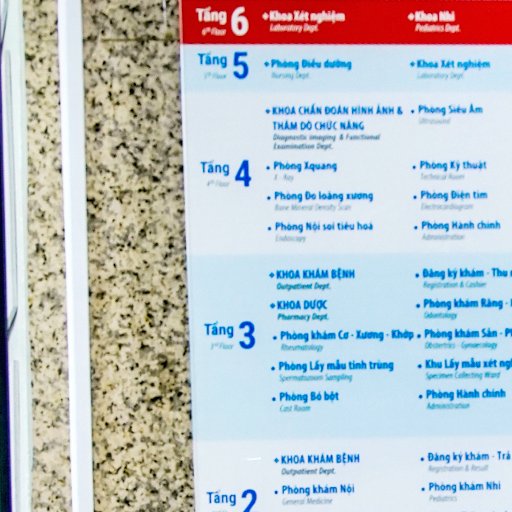 Tầng 6
6th Floor
+Khoa Xét nghiệm
Laboratory Dept.
+Khoa Nhi
Pediatrics Dept.
Tầng 5
5th Floor
+Phòng Điều dưỡng
Nursing Dept.
+Khoa Xét nghiệm
Laboratory Dept.
Tầng 4
4th Floor
+KHOA CHẨN ĐOÁN HÌNH ẢNH &
THĂM DÒ CHỨC NĂNG
Diagnostic imaging & Functional
Examination Dept.
• Phòng Siêu Âm
Ultrasound
• Phòng Xquang
X - Ray
• Phòng Kỹ thuật
Technical Room
• Phòng Đo loãng xương
Bone Mineral Density Scan
• Phòng Điện tim
Electrocardiogram
• Phòng Nội soi tiêu hoá
Endoscopy
• Phòng Hành chính
Administration
Tầng 3
3rd Floor
+KHOA KHÁM BỆNH
Outpatient Dept.
• Đăng ký khám - Thu
Registration & Cashier
+KHOA DƯỢC
Pharmacy Dept.
• Phòng khám Răng -
Odontology
• Phòng khám Cơ - Xương - Khớp
Rheumatology
• Phòng khám Sản - P
Obstetrics - Gynaecology
• Phòng Lấy mẫu tinh trùng
Spermatozoon Sampling
• Khu Lấy mẫu xét ng
Specimen Collecting Ward
• Phòng Bó bột
Cast Room
• Phòng Hành chính
Administration
Tầng 2
+KHOA KHÁM BỆNH
Outpatient Dept.
• Đăng ký khám - Trả
Registration & Result
• Phòng khám Nội
General Medicine
• Phòng khám Nhi
Pediatrics